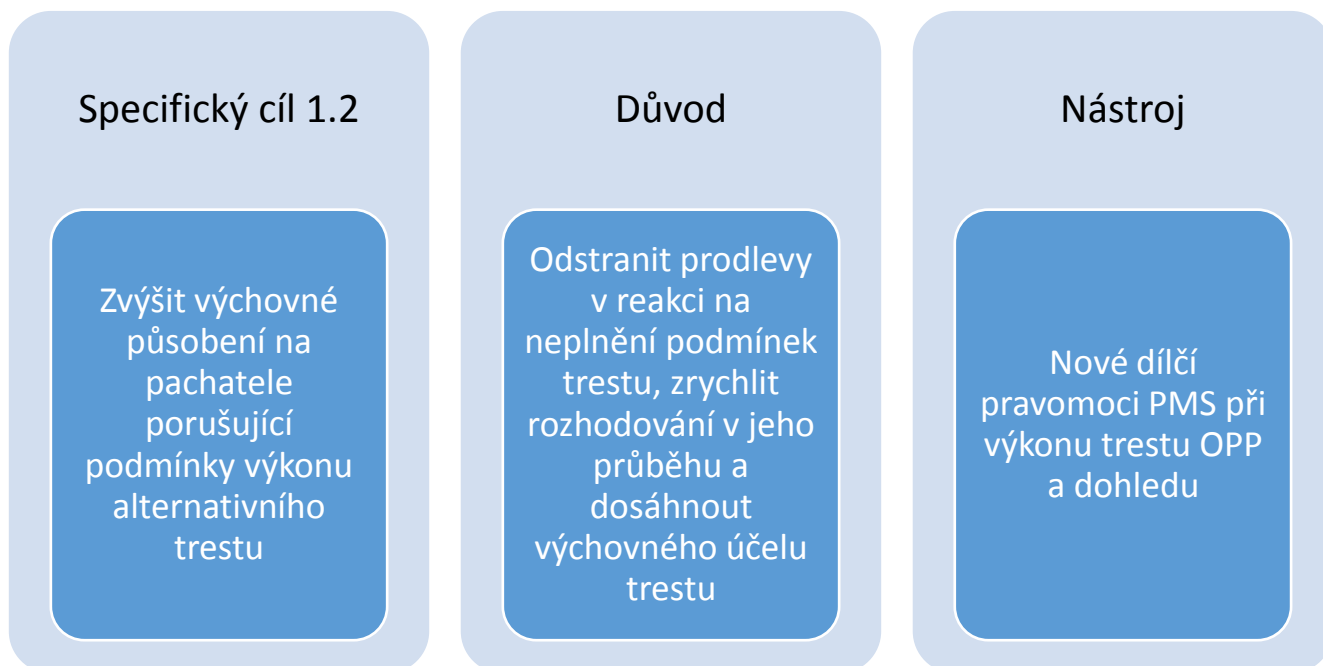 Specifický cíl 1.2
Zvýšit výchovné
působení na
pachatele
porušující
podmínky výkonu
alternativního
trestu
Důvod
Odstranit prodlevy
v reakci na
neplnění podmínek
trestu, zrychlit
rozhodování v jeho
průběhu a
dosáhnout
výchovného účelu
trestu
Nástroj
Nové dílčí
pravomoci PMS při
výkonu trestu OPP
a dohledu